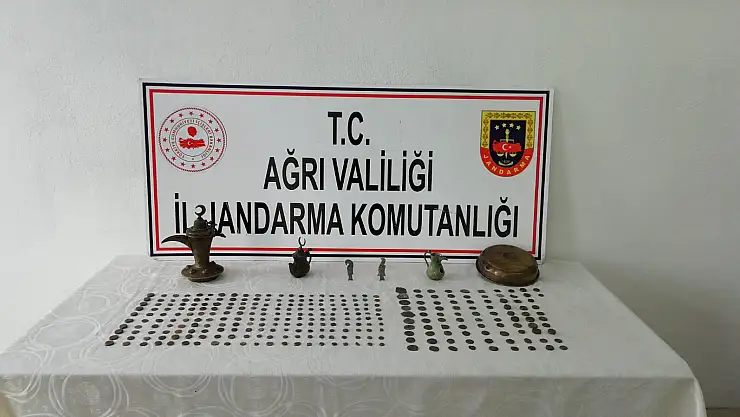 T.C.
AĞRI VALİLİĞİ
İL JANDARMA KOMUTANLIĞI
JANDARMA